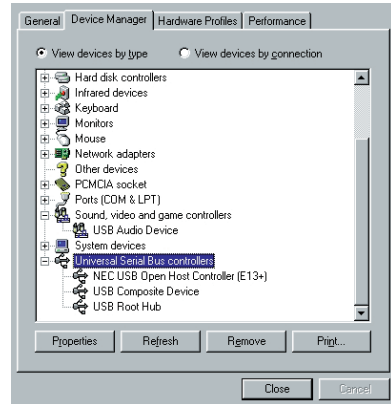 General Device Manager Hardware Profiles Performance
View devices by type View devices by connection
Hard disk controllers
Infrared devices
Keyboard
Monitors
Mouse
Network adapters
Other devices
PCMCIA socket
Ports (COM & LPT)
Sound, video and game controllers
USB Audio Device
System devices
Universal Serial Bus controllers
NEC USB Open Host Controller (E13+)
USB Composite Device
USB Root Hub
Properties Refresh Remove Print...
Close Cancel